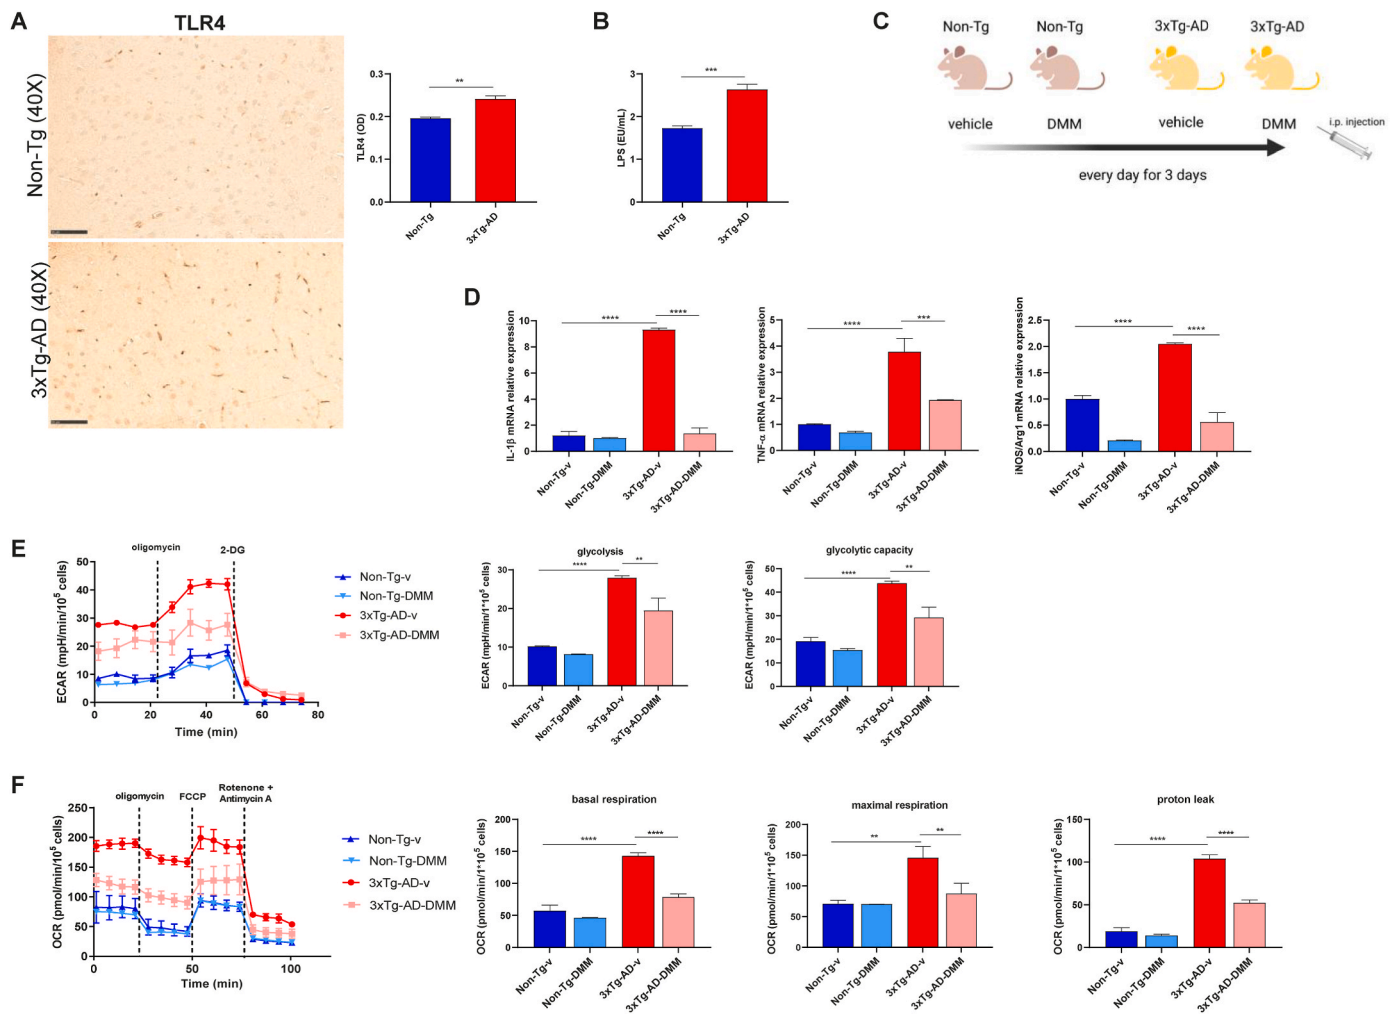 A
TLR4
Non-Tg (40X)
3xTg-AD (40X)
TLR4 (OD)
0.3
0.2
0.1
0.0
**
Non-Tg
3xTg-AD
B
LPS (EU/mL)
3
2
1
0
***
Non-Tg
3xTg-AD
C
Non-Tg
Non-Tg
3xTg-AD
3xTg-AD
vehicle
DMM
vehicle
DMM
i.p. injection
every day for 3 days
D
IL-1β mRNA relative expression
10
8
6
4
2
0
****
****
Non-Tg-v
Non-Tg-DMM
3xTg-AD-v
3xTg-AD-DMM
TNF-α mRNA relative expression
6
4
2
0
****
***
Non-Tg-v
Non-Tg-DMM
3xTg-AD-v
3xTg-AD-DMM
iNOS/Arg1 mRNA relative expression
2.5
2.0
1.5
1.0
0.5
0.0
****
****
Non-Tg-v
Non-Tg-DMM
3xTg-AD-v
3xTg-AD-DMM
E
oligomycin
2-DG
ECAR (mpH/min/10⁵ cells)
50
40
30
20
10
0
0
20
40
60
80
Time (min)
Non-Tg-v
Non-Tg-DMM
3xTg-AD-v
3xTg-AD-DMM
glycolysis
ECAR (mpH/min/1*10⁵ cells)
30
20
10
0
****
**
Non-Tg-v
Non-Tg-DMM
3xTg-AD-v
3xTg-AD-DMM
glycolytic capacity
ECAR (mpH/min/1*10⁵ cells)
50
40
30
20
10
0
****
**
Non-Tg-v
Non-Tg-DMM
3xTg-AD-v
3xTg-AD-DMM
F
oligomycin
FCCP
Rotenone +
Antimycin A
OCR (pmol/min/10⁵ cells)
250
200
150
100
50
0
0
50
100
Time (min)
Non-Tg-v
Non-Tg-DMM
3xTg-AD-v
3xTg-AD-DMM
basal respiration
OCR (pmol/min/1*10⁵ cells)
200
150
100
50
0
****
****
Non-Tg-v
Non-Tg-DMM
3xTg-AD-v
3xTg-AD-DMM
maximal respiration
OCR (pmol/min/1*10⁵ cells)
200
150
100
50
0
**
**
Non-Tg-v
Non-Tg-DMM
3xTg-AD-v
3xTg-AD-DMM
proton leak
OCR (pmol/min/1*10⁵ cells)
150
100
50
0
****
****
Non-Tg-v
Non-Tg-DMM
3xTg-AD-v
3xTg-AD-DMM